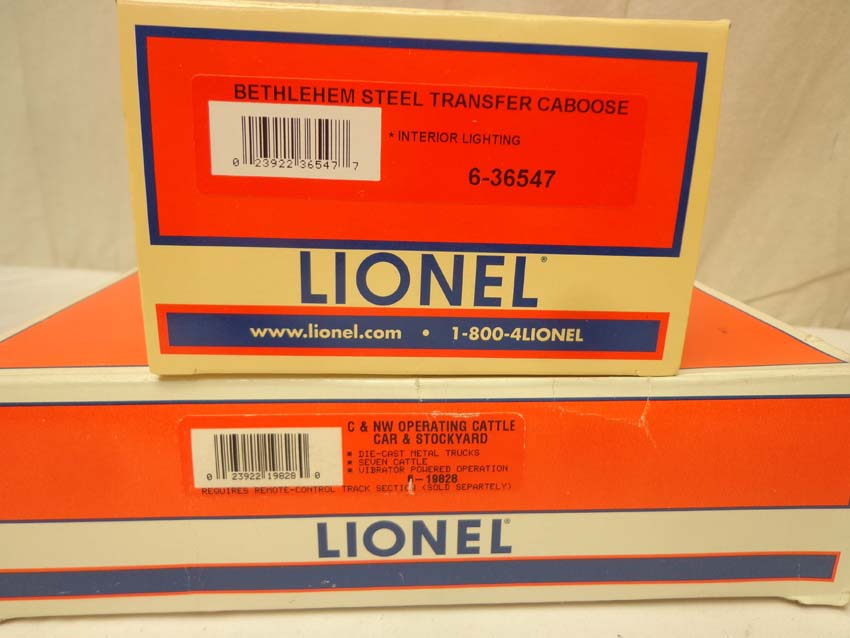 BETHLEHEM STEEL TRANSFER CABOOSE
* INTERIOR LIGHTING
0 23922 36547 7
6-36547
LIONEL®
www.lionel.com • 1-800-4LIONEL
C & NW OPERATING CATTLE
CAR & STOCKYARD
* DIE-CAST METAL TRUCKS
* SEVEN CATTLE
* VIBRATOR POWERED OPERATION
0 23922 19828 0
6-19828
REQUIRES REMOTE-CONTROL TRACK SECTION (SOLD SEPARTELY)
LIONEL®